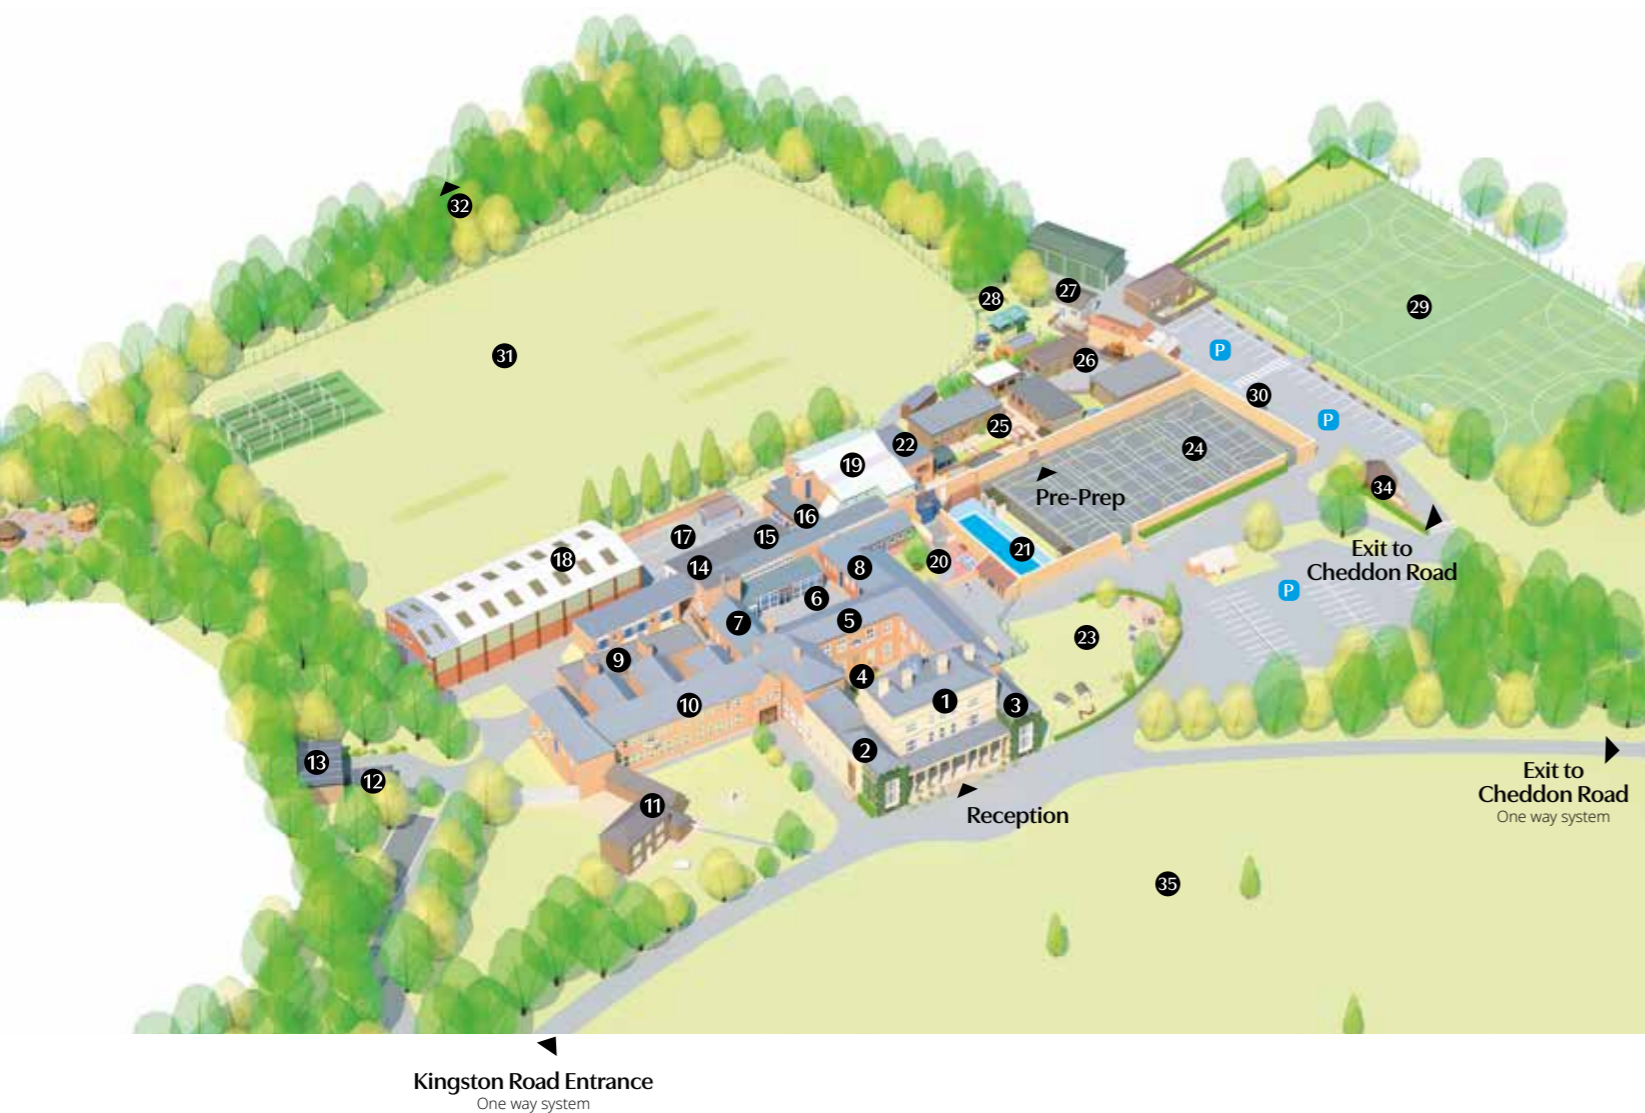 32
31
28
27
29
P
26
30
P
25
22
24
19
Pre-Prep
34
16
17
15
18
14
21
Exit to
Cheddon Road
20
8
P
6
7
5
23
9
4
10
1
3
2
13
12
11
Reception
Exit to
Cheddon Road
One way system
35
Kingston Road Entrance
One way system